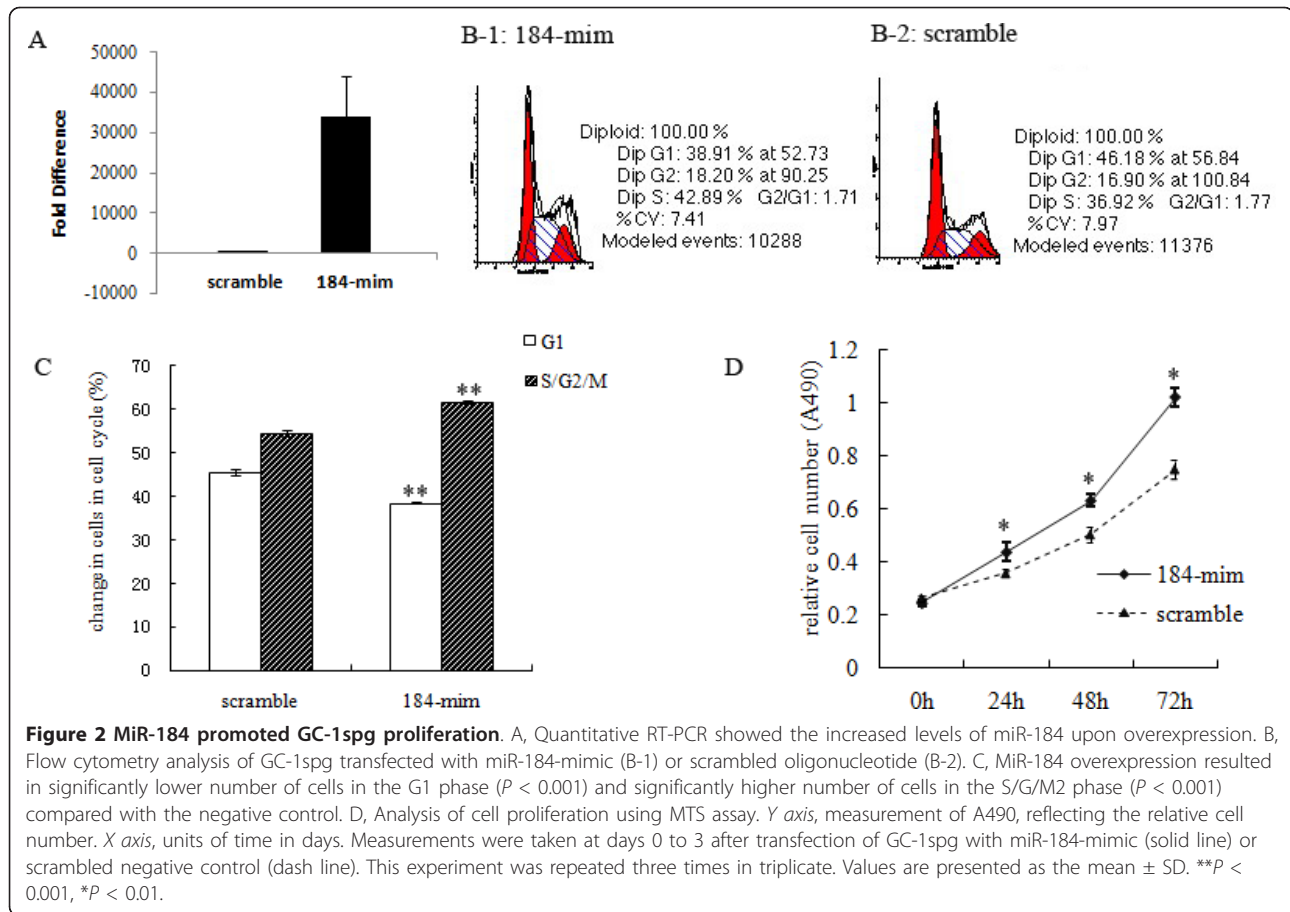 A
50000
40000
30000
20000
10000
0
-10000
Fold Difference
scramble 184-mim
B-1: 184-mim
Diploid: 100.00 %
Dip G1: 38.91 % at 52.73
Dip G2: 18.20 % at 90.25
Dip S: 42.89 % G2/G1: 1.71
%CV: 7.41
Modeled events: 10288
B-2: scramble
Diploid: 100.00 %
Dip G1: 46.18 % at 56.84
Dip G2: 16.90 % at 100.84
Dip S: 36.92 % G2/G1: 1.77
%CV: 7.97
Modeled events: 11376
C
G1
S/G2/M
70
60
50
40
30
20
10
0
change in cells in cell cycle (%)
**
**
scramble 184-mim
D
1.2
1
0.8
0.6
0.4
0.2
0
relative cell number (A490)
*
*
*
184-mim
scramble
0h 24h 48h 72h
Figure 2 MiR-184 promoted GC-1spg proliferation. A, Quantitative RT-PCR showed the increased levels of miR-184 upon overexpression. B,
Flow cytometry analysis of GC-1spg transfected with miR-184-mimic (B-1) or scrambled oligonucleotide (B-2). C, MiR-184 overexpression resulted
in significantly lower number of cells in the G1 phase (P < 0.001) and significantly higher number of cells in the S/G/M2 phase (P < 0.001)
compared with the negative control. D, Analysis of cell proliferation using MTS assay. Y axis, measurement of A490, reflecting the relative cell
number. X axis, units of time in days. Measurements were taken at days 0 to 3 after transfection of GC-1spg with miR-184-mimic (solid line) or
scrambled negative control (dash line). This experiment was repeated three times in triplicate. Values are presented as the mean ± SD. **P <
0.001, *P < 0.01.